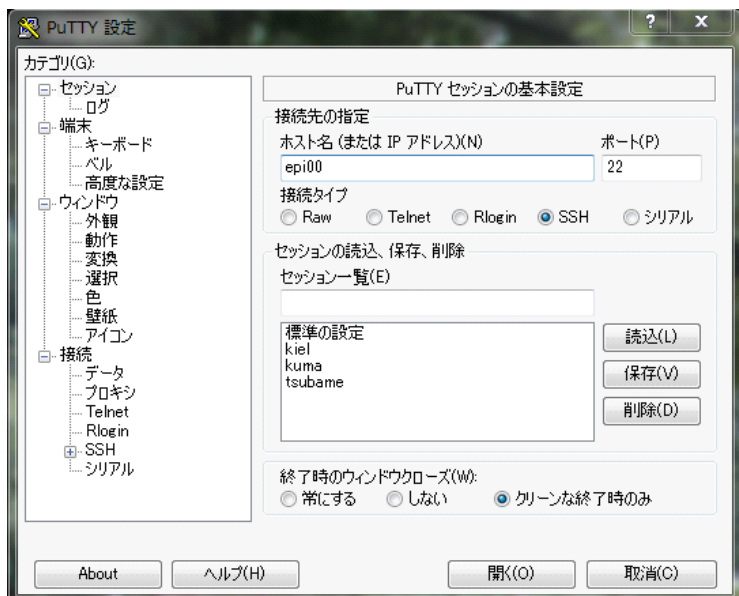 PuTTY 設定
カテゴリ(G):
セッション
ログ
端末
キーボード
ベル
高度な設定
ウィンドウ
外観
動作
変換
選択
色
壁紙
アイコン
接続
データ
プロキシ
Telnet
Rlogin
SSH
シリアル
PuTTY セッションの基本設定
接続先の指定
ホスト名 (または IP アドレス)(N) ポート(P)
epi00 22
接続タイプ
Raw Telnet Rlogin SSH シリアル
セッションの読込、保存、削除
セッション一覧(E)
標準の設定
kiel
kuma
tsubame
読込(L)
保存(V)
削除(D)
終了時のウィンドウクローズ(W):
常にする しない クリーンな終了時のみ
About ヘルプ(H) 開く(O) 取消(C)